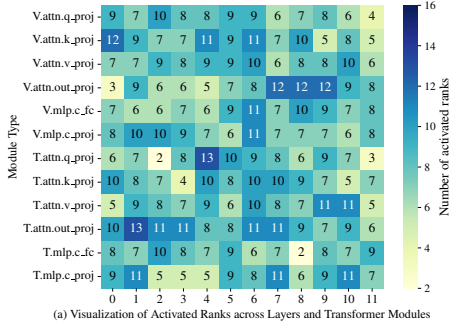 V.attn.q_proj 9 7 10 8 8 9 9 6 7 8 6 4
V.attn.k_proj 12 9 7 7 11 9 11 7 10 5 8 5
V.attn.v_proj 7 7 9 8 9 9 10 6 8 8 10 6
V.attn.out_proj 3 9 6 6 5 7 8 12 12 12 9 8
V.mlp.c_fc 7 6 6 7 6 9 11 7 8 10 9 7 8
V.mlp.c_proj 8 10 10 9 7 6 11 7 7 7 6 8
T.attn.q_proj 6 7 2 8 13 10 9 8 6 9 7 3
T.attn.k_proj 10 8 7 4 10 8 10 10 9 7 5 7
T.attn.v_proj 5 9 8 7 9 6 10 8 7 11 11 5
T.attn.out_proj 10 13 11 11 8 8 11 11 9 7 9 6
T.mlp.c_fc 8 7 10 8 7 9 6 7 2 8 7 9
T.mlp.c_proj 9 11 5 5 5 9 7 11 6 9 11 7
0 1 2 3 4 5 6 7 8 9 10 11
Module Type
16
14
12
10
8
6
4
2
Number of activated ranks
(a) Visualization of Activated Ranks across Layers and Transformer Modules